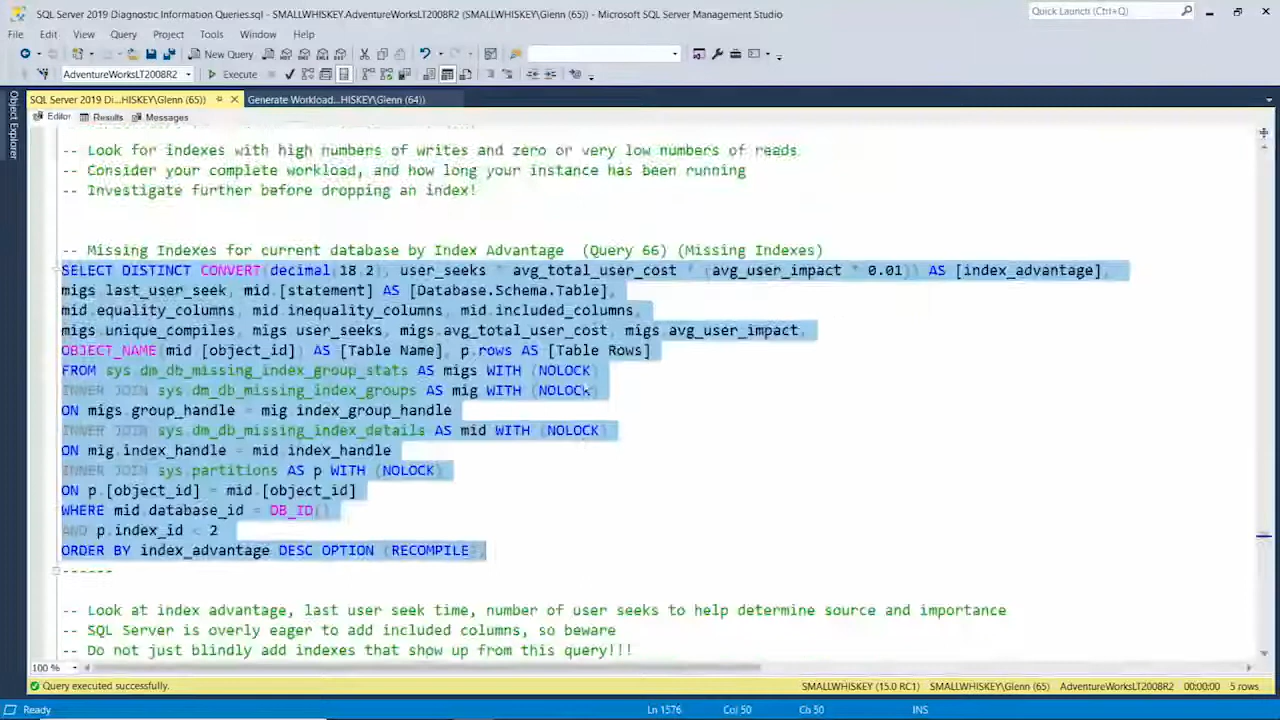 SQL Server 2019 Diagnostic Information Queries.sql - SMALLWHISKEY.AdventureWorksLT2008R2 (SMALLWHISKEY\Glenn (65)) - Microsoft SQL Server Management Studio
Quick Launch (Ctrl+Q)
File Edit View Query Project Tools Window Help
New Query
AdventureWorksLT2008R2 Execute
SQL Server 2019 Di...HISKEY\Glenn (65)) Generate Workload...HISKEY\Glenn (64))
Object Explorer
Editor Results Messages
-- Look for indexes with high numbers of writes and zero or very low numbers of reads
-- Consider your complete workload, and how long your instance has been running
-- Investigate further before dropping an index!
-- Missing Indexes for current database by Index Advantage (Query 66) (Missing Indexes)
SELECT DISTINCT CONVERT(decimal(18,2), user_seeks * avg_total_user_cost * (avg_user_impact * 0.01)) AS [index_advantage],
migs.last_user_seek, mid.[statement] AS [Database.Schema.Table],
mid.equality_columns, mid.inequality_columns, mid.included_columns,
migs.unique_compiles, migs.user_seeks, migs.avg_total_user_cost, migs.avg_user_impact,
OBJECT_NAME(mid.[object_id]) AS [Table Name], p.rows AS [Table Rows]
FROM sys.dm_db_missing_index_group_stats AS migs WITH (NOLOCK)
INNER JOIN sys.dm_db_missing_index_groups AS mig WITH (NOLOCK)
ON migs.group_handle = mig.index_group_handle
INNER JOIN sys.dm_db_missing_index_details AS mid WITH (NOLOCK)
ON mig.index_handle = mid.index_handle
INNER JOIN sys.partitions AS p WITH (NOLOCK)
ON p.[object_id] = mid.[object_id]
WHERE mid.database_id = DB_ID()
AND p.index_id < 2
ORDER BY index_advantage DESC OPTION (RECOMPILE);
------
-- Look at index advantage, last user seek time, number of user seeks to help determine source and importance
-- SQL Server is overly eager to add included columns, so beware
-- Do not just blindly add indexes that show up from this query!!!
100 %
Query executed successfully. SMALLWHISKEY (15.0 RC1) SMALLWHISKEY\Glenn (65) AdventureWorksLT2008R2 00:00:00 5 rows
Ready Ln 1576 Col 50 Ch 50 INS